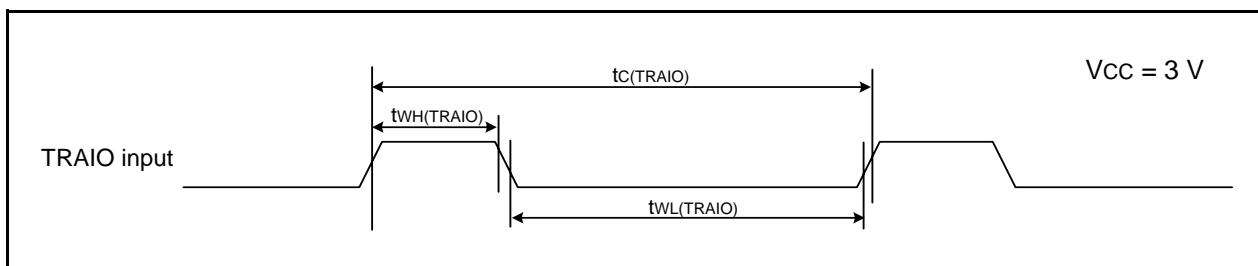 tC(TRAIO)
VCC = 3 V
tWH(TRAIO)
TRAIO input
tWL(TRAIO)